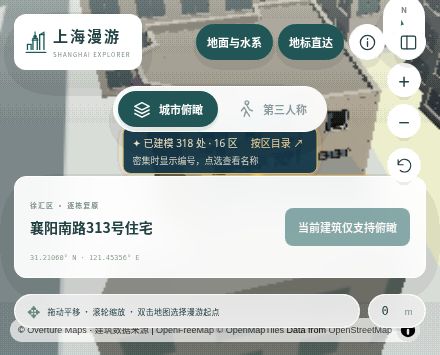 上海漫游
SHANGHAI EXPLORER
地面与水系
地标直达
N
城市俯瞰
第三人称
✦ 已建模 318 处 · 16 区 按区目录 ↗
密集时显示编号，点选查看名称
徐汇区 · 逐栋复原
襄阳南路313号住宅
31.21060° N · 121.45356° E
当前建筑仅支持俯瞰
拖动平移 · 滚轮缩放 · 双击地图选择漫游起点
0 m
© Overture Maps · 建筑数据来源 | OpenFreeMap © OpenMapTiles Data from OpenStreetMap